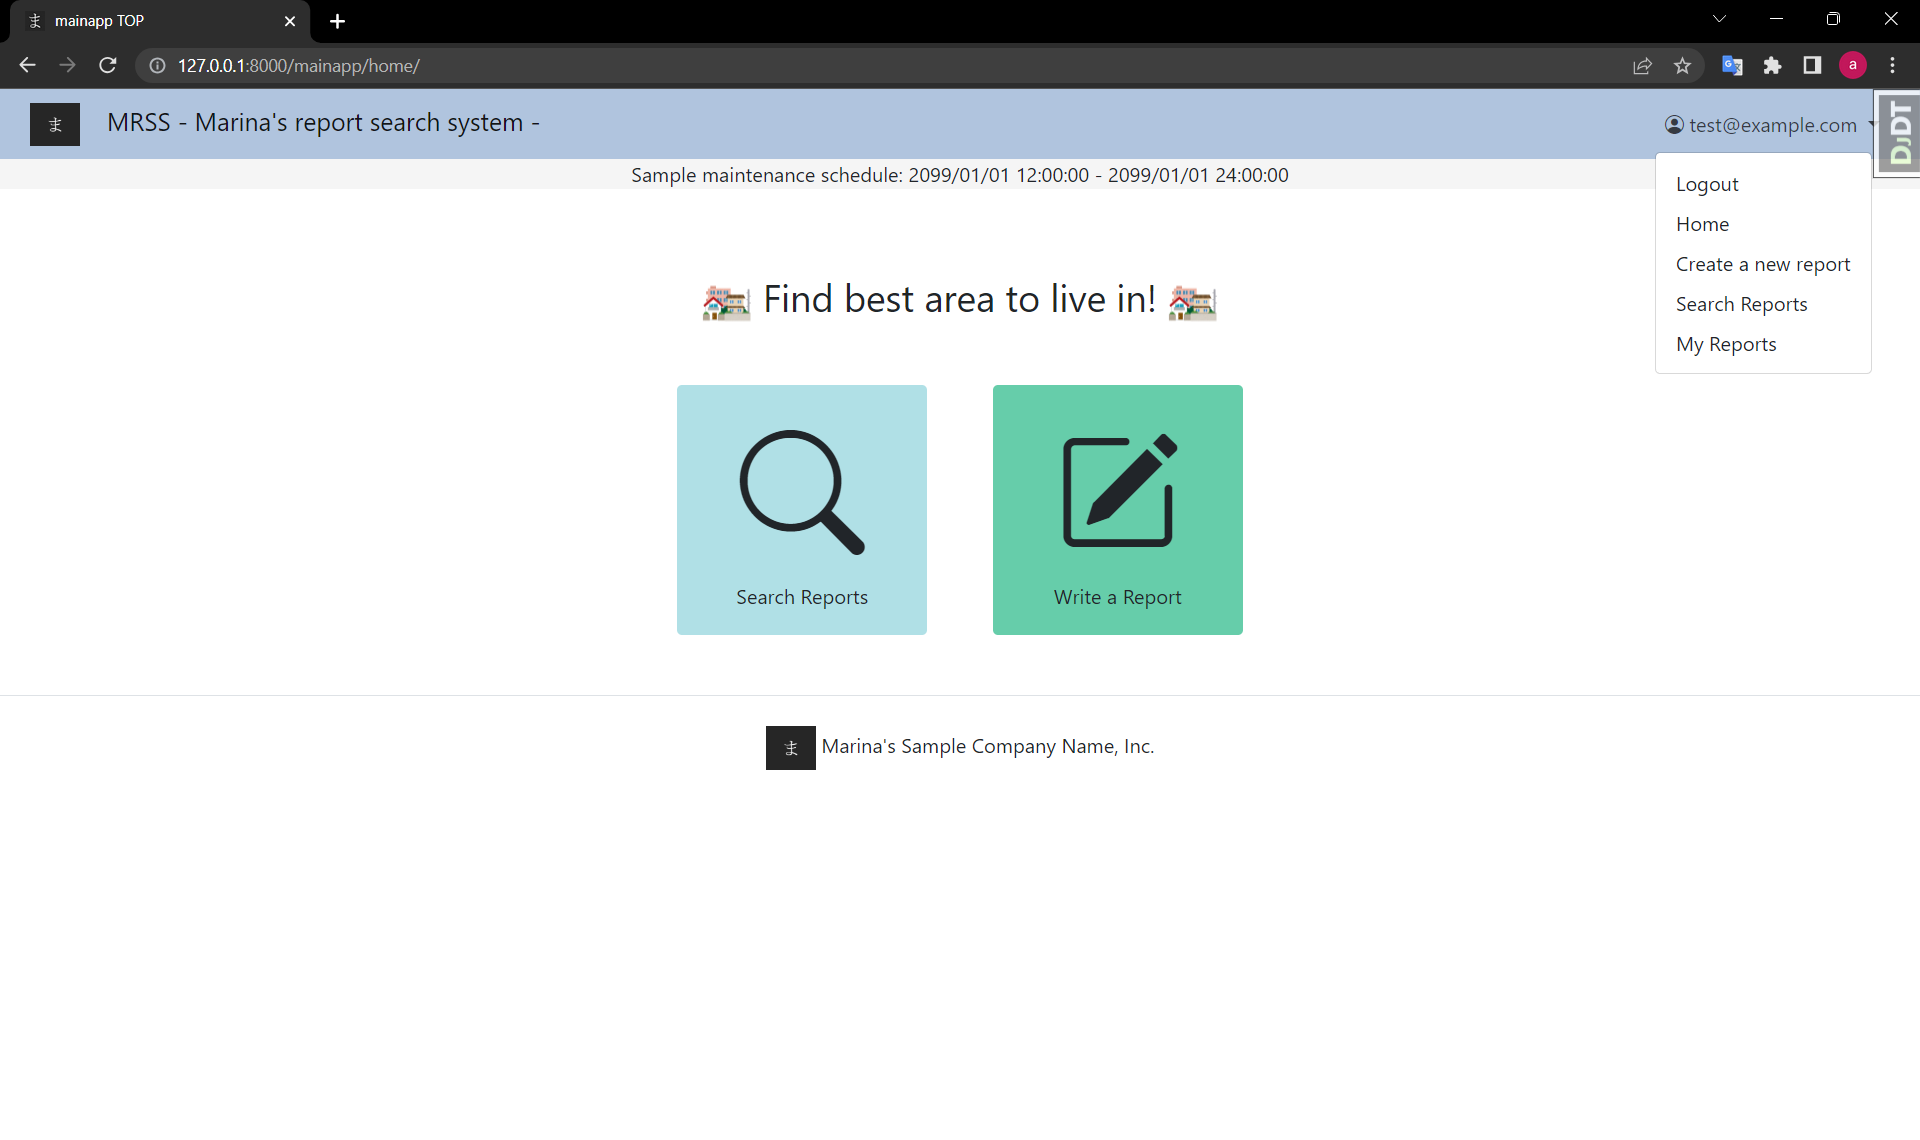 ま mainapp TOP
127.0.0.1:8000/mainapp/home/
a
ま MRSS - Marina's report search system -
test@example.com
DjDT
Sample maintenance schedule: 2099/01/01 12:00:00 - 2099/01/01 24:00:00
Logout
Home
Create a new report
Search Reports
My Reports
Find best area to live in!
Search Reports
Write a Report
ま Marina's Sample Company Name, Inc.